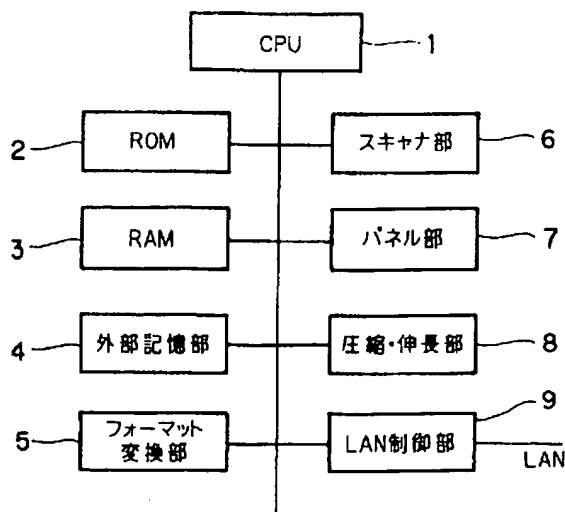 CPU
1
2
ROM
スキャナ部
6
3
RAM
パネル部
7
4
外部記憶部
圧縮・伸長部
8
5
フォーマット
変換部
LAN制御部
9
LAN